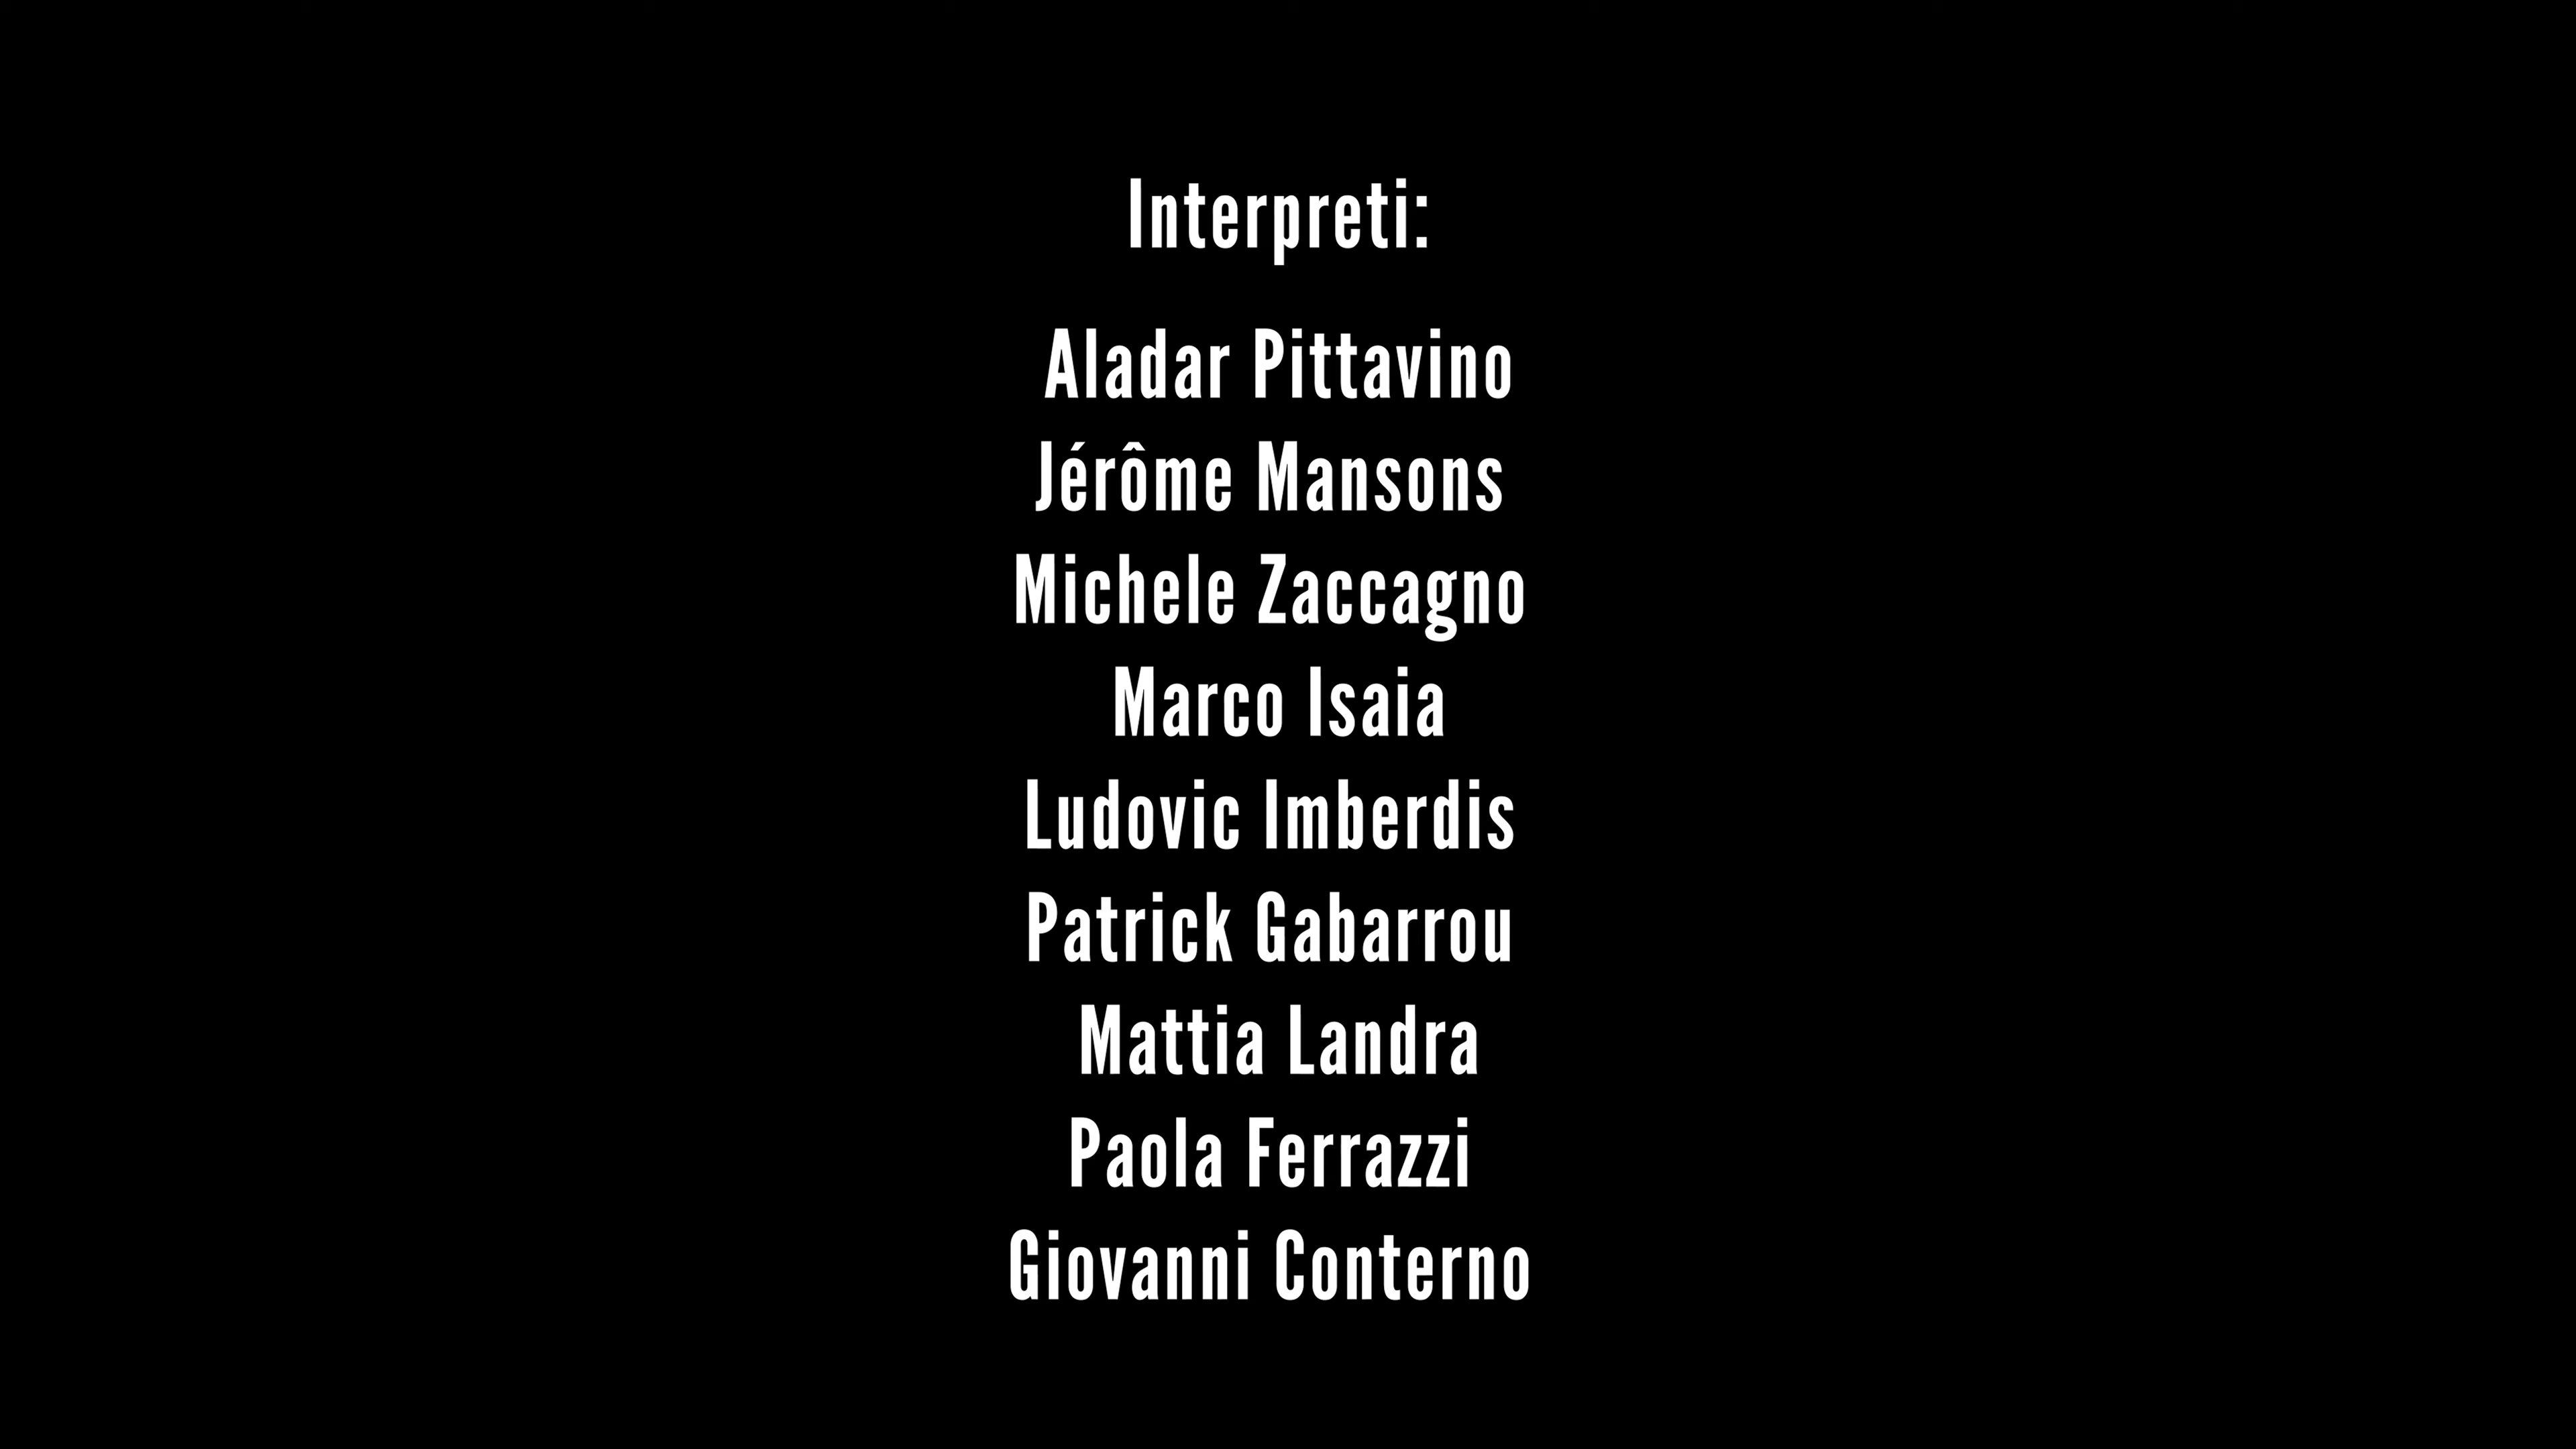 Interpreti:
Aladar Pittavino
Jérôme Mansons
Michele Zaccagno
Marco Isaia
Ludovic Imberdis
Patrick Gabarrou
Mattia Landra
Paola Ferrazzi
Giovanni Conterno